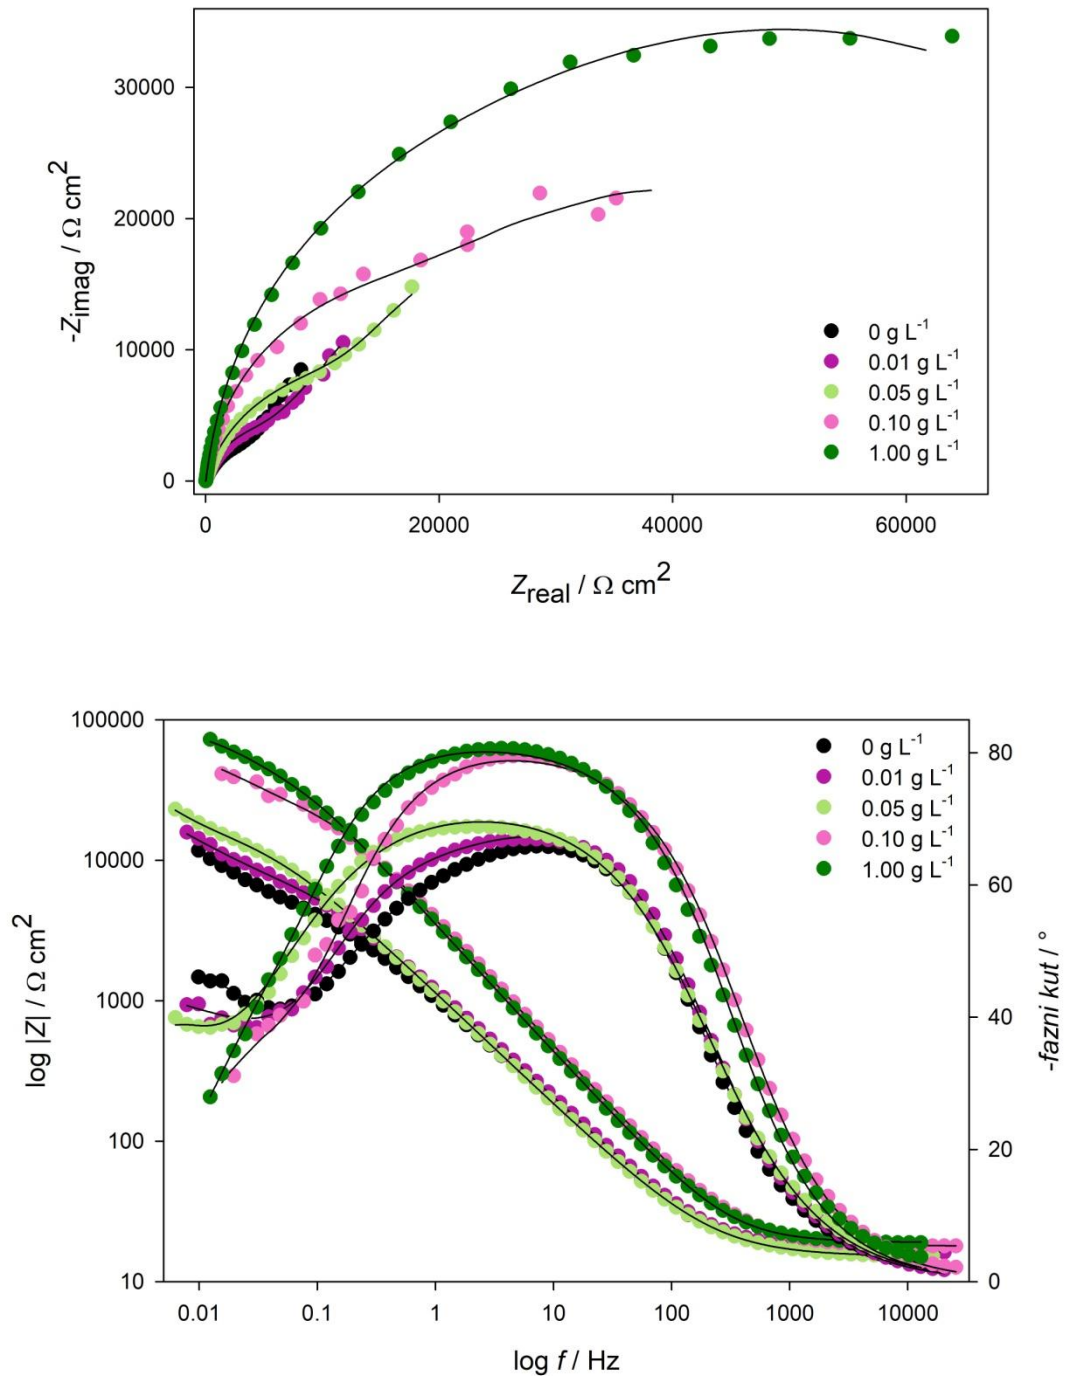 30000
20000
10000
0
-Zimag / Ω cm2
0 g L-1
0.01 g L-1
0.05 g L-1
0.10 g L-1
1.00 g L-1
0 20000 40000 60000
Zreal / Ω cm2
100000
10000
1000
100
10
log |Z| / Ω cm2
0 g L-1
0.01 g L-1
0.05 g L-1
0.10 g L-1
1.00 g L-1
80
60
40
20
0
-fazni kut / °
0.01 0.1 1 10 100 1000 10000
log f / Hz